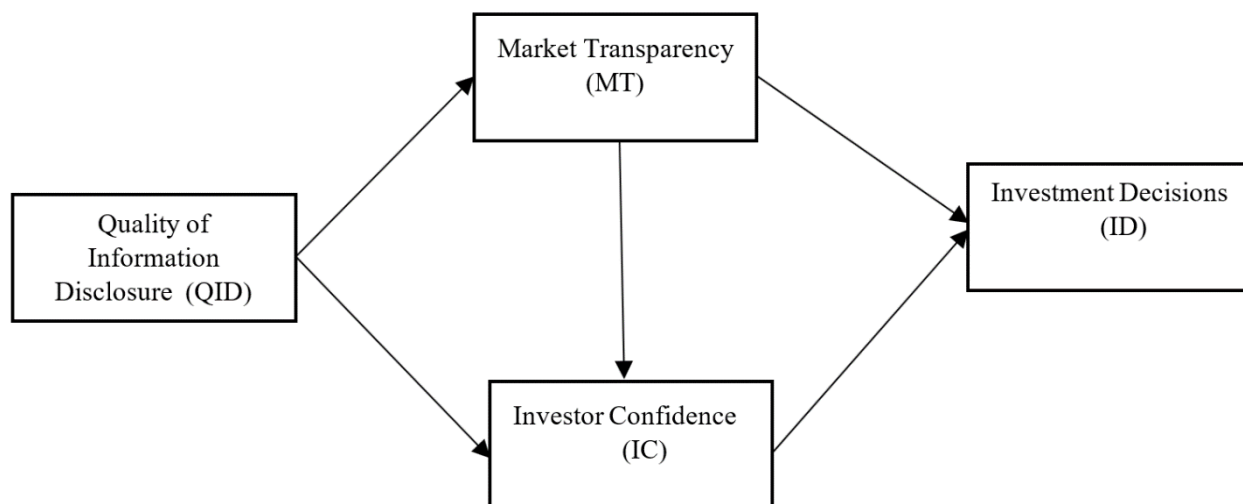 Market Transparency
(MT)
Quality of
Information
Disclosure (QID)
Investment Decisions
(ID)
Investor Confidence
(IC)